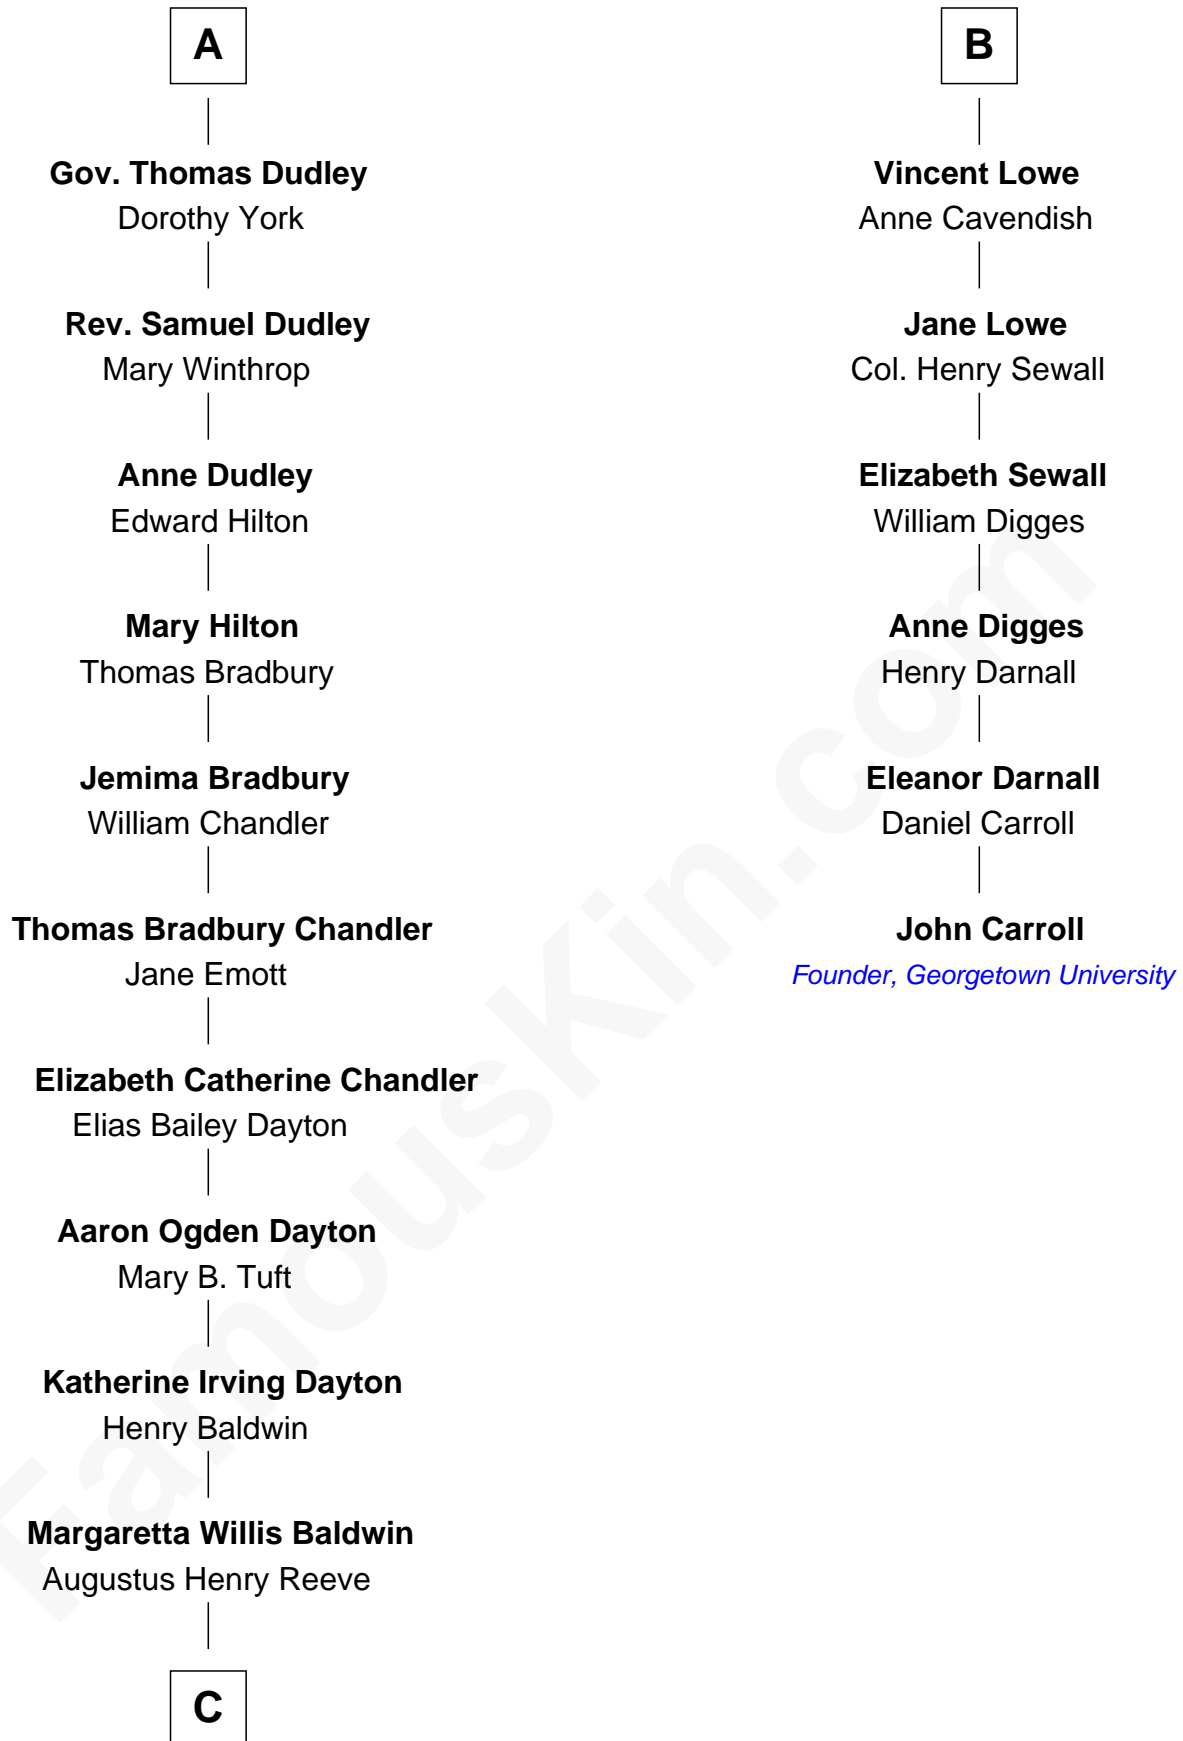 A
Gov. Thomas Dudley
Dorothy York
Rev. Samuel Dudley
Mary Winthrop
Anne Dudley
Edward Hilton
Mary Hilton
Thomas Bradbury
Jemima Bradbury
William Chandler
Thomas Bradbury Chandler
Jane Emott
Elizabeth Catherine Chandler
Elias Bailey Dayton
Aaron Ogden Dayton
Mary B. Tuft
Katherine Irving Dayton
Henry Baldwin
Margaretta Willis Baldwin
Augustus Henry Reeve
C
B
Vincent Lowe
Anne Cavendish
Jane Lowe
Col. Henry Sewall
Elizabeth Sewall
William Digges
Anne Digges
Henry Darnall
Eleanor Darnall
Daniel Carroll
John Carroll
Founder, Georgetown University
FamousKin.com